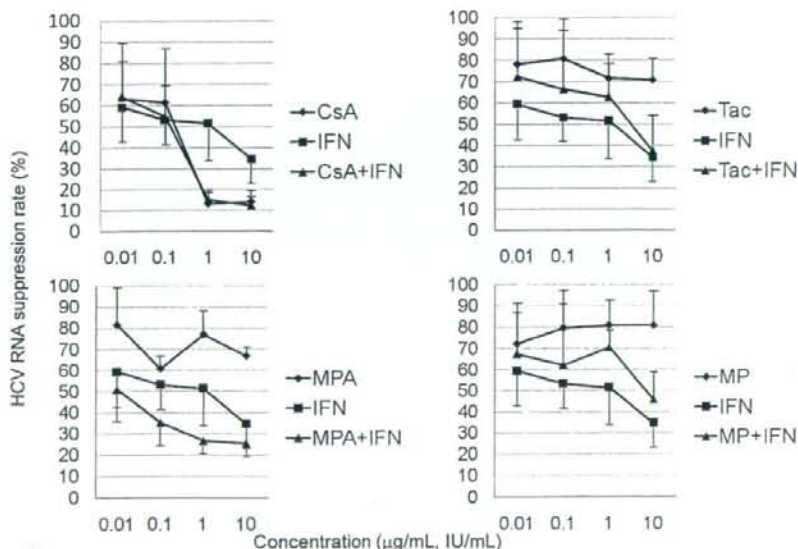 100
90
80
70
60
50
40
30
20
10
0
0.01 0.1 1 10
CsA
IFN
CsA+IFN
100
90
80
70
60
50
40
30
20
10
0
0.01 0.1 1 10
Tac
IFN
Tac+IFN
HCV RNA suppression rate (%)
100
90
80
70
60
50
40
30
20
10
0
0.01 0.1 1 10
MPA
IFN
MPA+IFN
100
90
80
70
60
50
40
30
20
10
0
0.01 0.1 1 10
MP
IFN
MP+IFN
Concentration (μg/mL, IU/mL)